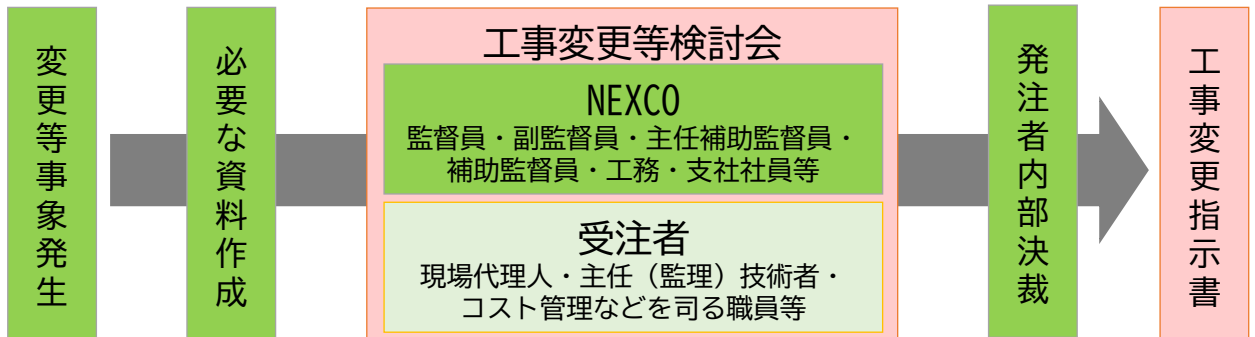 変更等事象発生
必要な資料作成
工事変更等検討会
NEXCO
監督員・副監督員・主任補助監督員・
補助監督員・工務・支社社員等
受注者
現場代理人・主任（監理）技術者・
コスト管理などを司る職員等
発注者内部決裁
工事変更指示書